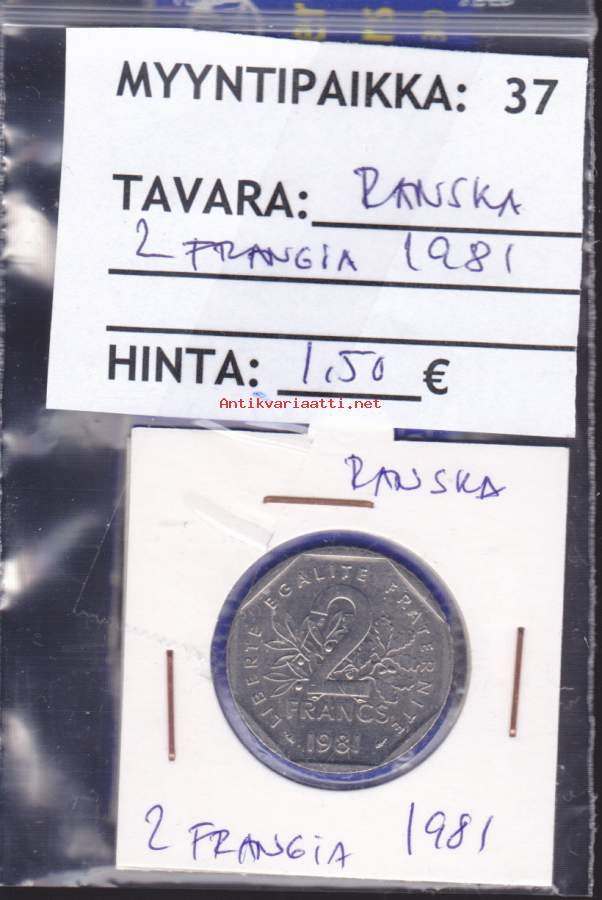 MYYNTIPAIKKA: 37
TAVARA: RANSKA
2 FRANGIA 1981
HINTA: 1,50 €
Antikvariaatti.net
RANSKA
LIBERTE EGALITE FRATERNITE
2
FRANCS
1981
2 FRANGIA 1981